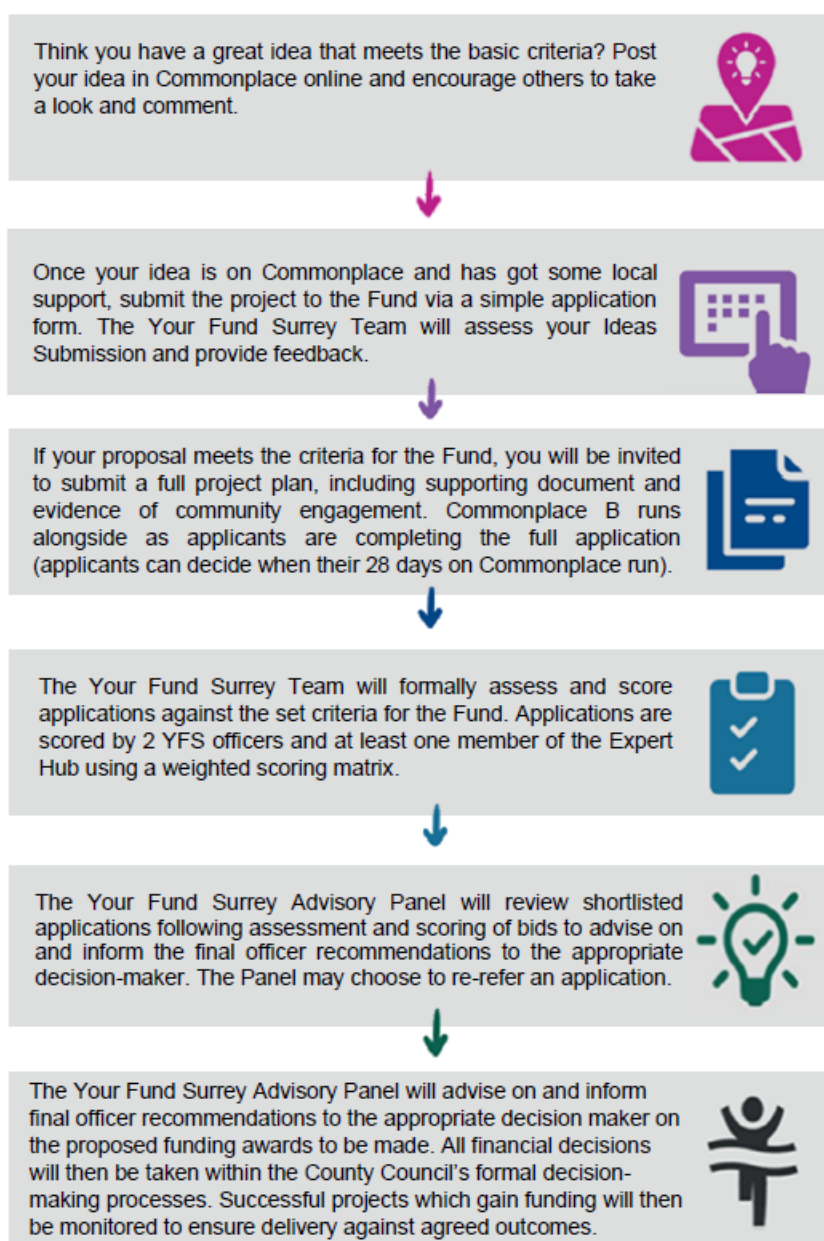 Think you have a great idea that meets the basic criteria? Post
your idea in Commonplace online and encourage others to take
a look and comment.
Once your idea is on Commonplace and has got some local
support, submit the project to the Fund via a simple application
form. The Your Fund Surrey Team will assess your Ideas
Submission and provide feedback.
If your proposal meets the criteria for the Fund, you will be invited
to submit a full project plan, including supporting document and
evidence of community engagement. Commonplace B runs
alongside as applicants are completing the full application
(applicants can decide when their 28 days on Commonplace run).
The Your Fund Surrey Team will formally assess and score
applications against the set criteria for the Fund. Applications are
scored by 2 YFS officers and at least one member of the Expert
Hub using a weighted scoring matrix.
The Your Fund Surrey Advisory Panel will review shortlisted
applications following assessment and scoring of bids to advise on
and inform the final officer recommendations to the appropriate
decision-maker. The Panel may choose to re-refer an application.
The Your Fund Surrey Advisory Panel will advise on and inform
final officer recommendations to the appropriate decision maker on
the proposed funding awards to be made. All financial decisions
will then be taken within the County Council's formal decision-
making processes. Successful projects which gain funding will then
be monitored to ensure delivery against agreed outcomes.